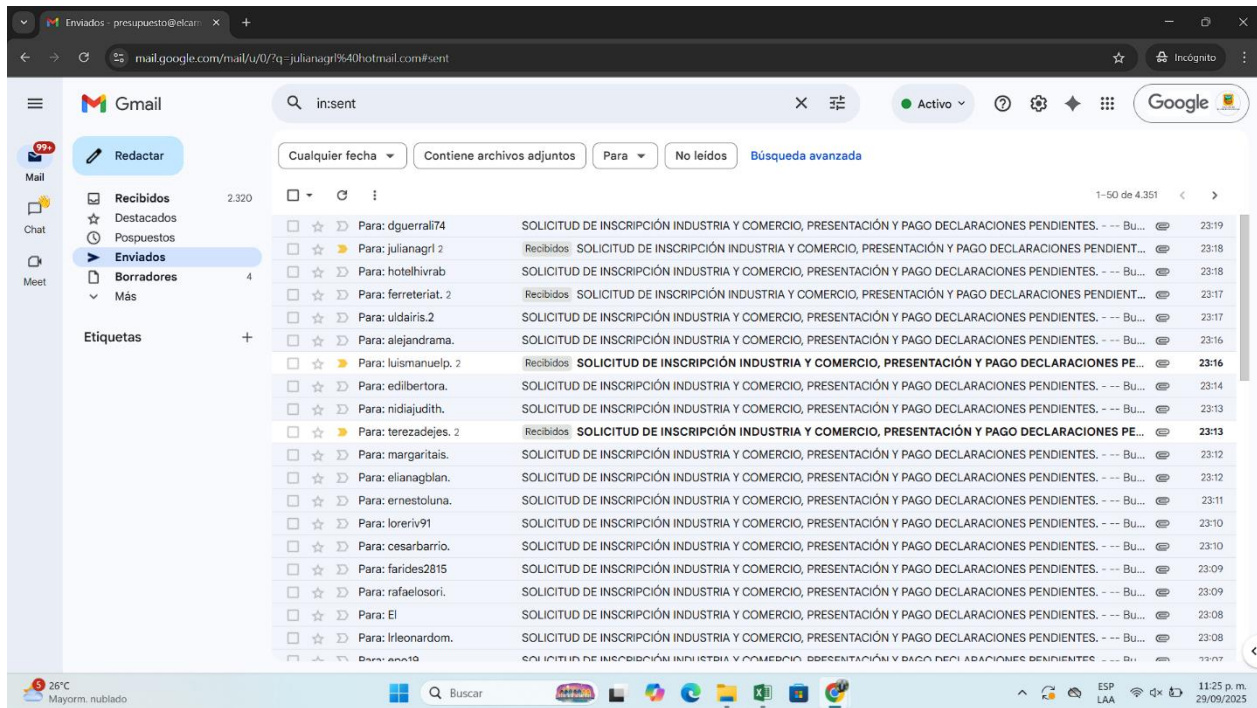 Enviados - presupuesto@elcarm
mail.google.com/mail/u/0/?q=julianagrl%40hotmail.com#sent
Incógnito
Gmail
in:sent
Activo
Google
99+
Mail
Chat
Meet
Redactar
Recibidos 2.320
Destacados
Pospuestos
Enviados
Borradores 4
Más
Etiquetas
Cualquier fecha Contiene archivos adjuntos Para No leídos Búsqueda avanzada
1-50 de 4.351
Para: dguerrali74 SOLICITUD DE INSCRIPCIÓN INDUSTRIA Y COMERCIO, PRESENTACIÓN Y PAGO DECLARACIONES PENDIENTES. - -- Bu... 23:19
Para: julianagrl 2 Recibidos SOLICITUD DE INSCRIPCIÓN INDUSTRIA Y COMERCIO, PRESENTACIÓN Y PAGO DECLARACIONES PENDIENT... 23:18
Para: hotelhivrab SOLICITUD DE INSCRIPCIÓN INDUSTRIA Y COMERCIO, PRESENTACIÓN Y PAGO DECLARACIONES PENDIENTES. - -- Bu... 23:18
Para: ferreteriat. 2 Recibidos SOLICITUD DE INSCRIPCIÓN INDUSTRIA Y COMERCIO, PRESENTACIÓN Y PAGO DECLARACIONES PENDIENT... 23:17
Para: uldairis.2 SOLICITUD DE INSCRIPCIÓN INDUSTRIA Y COMERCIO, PRESENTACIÓN Y PAGO DECLARACIONES PENDIENTES. - -- Bu... 23:17
Para: alejandrama. SOLICITUD DE INSCRIPCIÓN INDUSTRIA Y COMERCIO, PRESENTACIÓN Y PAGO DECLARACIONES PENDIENTES. - -- Bu... 23:16
Para: luismanuelp. 2 Recibidos SOLICITUD DE INSCRIPCIÓN INDUSTRIA Y COMERCIO, PRESENTACIÓN Y PAGO DECLARACIONES PE... 23:16
Para: edilbertora. SOLICITUD DE INSCRIPCIÓN INDUSTRIA Y COMERCIO, PRESENTACIÓN Y PAGO DECLARACIONES PENDIENTES. - -- Bu... 23:14
Para: nidiajudith. SOLICITUD DE INSCRIPCIÓN INDUSTRIA Y COMERCIO, PRESENTACIÓN Y PAGO DECLARACIONES PENDIENTES. - -- Bu... 23:13
Para: terezadejes. 2 Recibidos SOLICITUD DE INSCRIPCIÓN INDUSTRIA Y COMERCIO, PRESENTACIÓN Y PAGO DECLARACIONES PE... 23:13
Para: margaritais. SOLICITUD DE INSCRIPCIÓN INDUSTRIA Y COMERCIO, PRESENTACIÓN Y PAGO DECLARACIONES PENDIENTES. - -- Bu... 23:12
Para: elianagblan. SOLICITUD DE INSCRIPCIÓN INDUSTRIA Y COMERCIO, PRESENTACIÓN Y PAGO DECLARACIONES PENDIENTES. - -- Bu... 23:12
Para: ernestoluna. SOLICITUD DE INSCRIPCIÓN INDUSTRIA Y COMERCIO, PRESENTACIÓN Y PAGO DECLARACIONES PENDIENTES. - -- Bu... 23:11
Para: loreriv91 SOLICITUD DE INSCRIPCIÓN INDUSTRIA Y COMERCIO, PRESENTACIÓN Y PAGO DECLARACIONES PENDIENTES. - -- Bu... 23:10
Para: cesarbarrio. SOLICITUD DE INSCRIPCIÓN INDUSTRIA Y COMERCIO, PRESENTACIÓN Y PAGO DECLARACIONES PENDIENTES. - -- Bu... 23:10
Para: farides2815 SOLICITUD DE INSCRIPCIÓN INDUSTRIA Y COMERCIO, PRESENTACIÓN Y PAGO DECLARACIONES PENDIENTES. - -- Bu... 23:09
Para: rafaelosori. SOLICITUD DE INSCRIPCIÓN INDUSTRIA Y COMERCIO, PRESENTACIÓN Y PAGO DECLARACIONES PENDIENTES. - -- Bu... 23:09
Para: El SOLICITUD DE INSCRIPCIÓN INDUSTRIA Y COMERCIO, PRESENTACIÓN Y PAGO DECLARACIONES PENDIENTES. - -- Bu... 23:08
Para: lrleonardom. SOLICITUD DE INSCRIPCIÓN INDUSTRIA Y COMERCIO, PRESENTACIÓN Y PAGO DECLARACIONES PENDIENTES. - -- Bu... 23:08
SOLICITUD DE INSCRIPCIÓN INDUSTRIA Y COMERCIO, PRESENTACIÓN Y PAGO DECLARACIONES PENDIENTES. - -- Bu... 23:07
5
26°C
Mayorm. nublado
Buscar
ESP
LAA
11:25 p. m.
29/09/2025